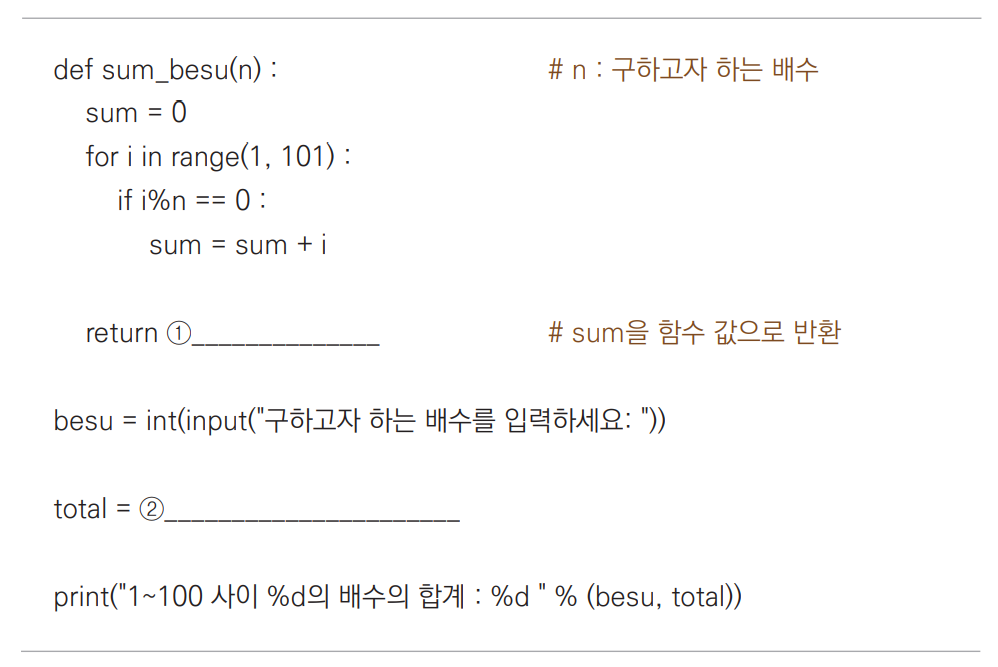 def sum_besu(n) : # n : 구하고자 하는 배수
sum = 0
for i in range(1, 101) :
if i%n == 0 :
sum = sum + i
return ①______________ # sum을 함수 값으로 반환
besu = int(input("구하고자 하는 배수를 입력하세요: "))
total = ②______________________
print("1~100 사이 %d의 배수의 합계 : %d " % (besu, total))